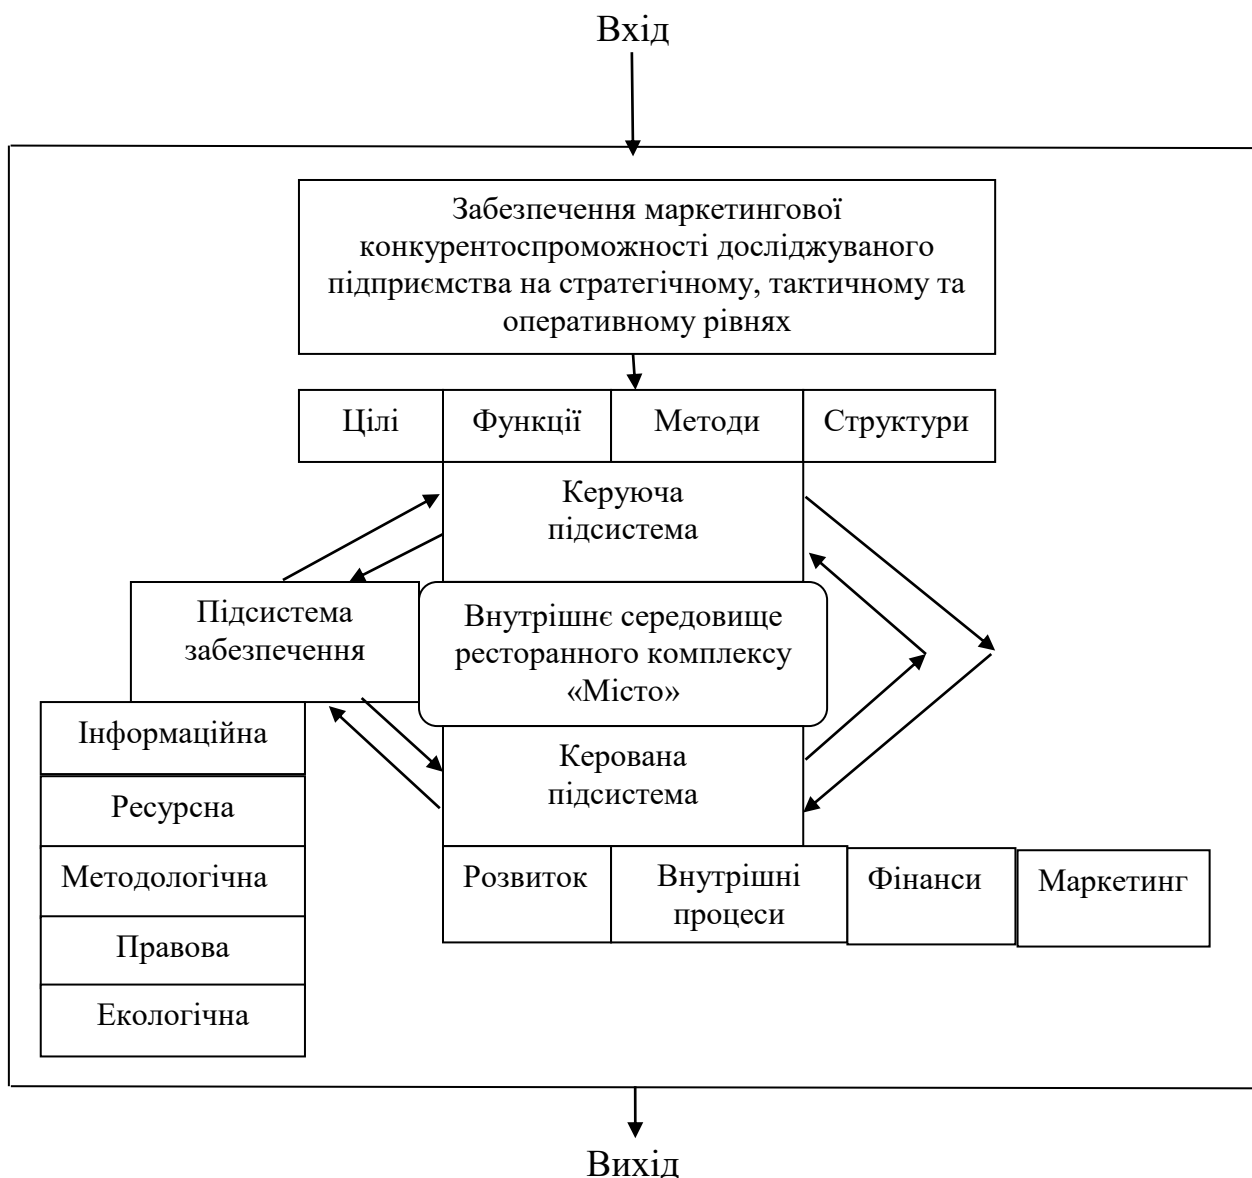 Вхід
Забезпечення маркетингової
конкурентоспроможності досліджуваного
підприємства на стратегічному, тактичному та
оперативному рівнях
Цілі
Функції
Методи
Структури
Керуюча
підсистема
Підсистема
забезпечення
Внутрішнє середовище
ресторанного комплексу
«Місто»
Інформаційна
Ресурсна
Методологічна
Правова
Екологічна
Керована
підсистема
Розвиток
Внутрішні
процеси
Фінанси
Маркетинг
Вихід